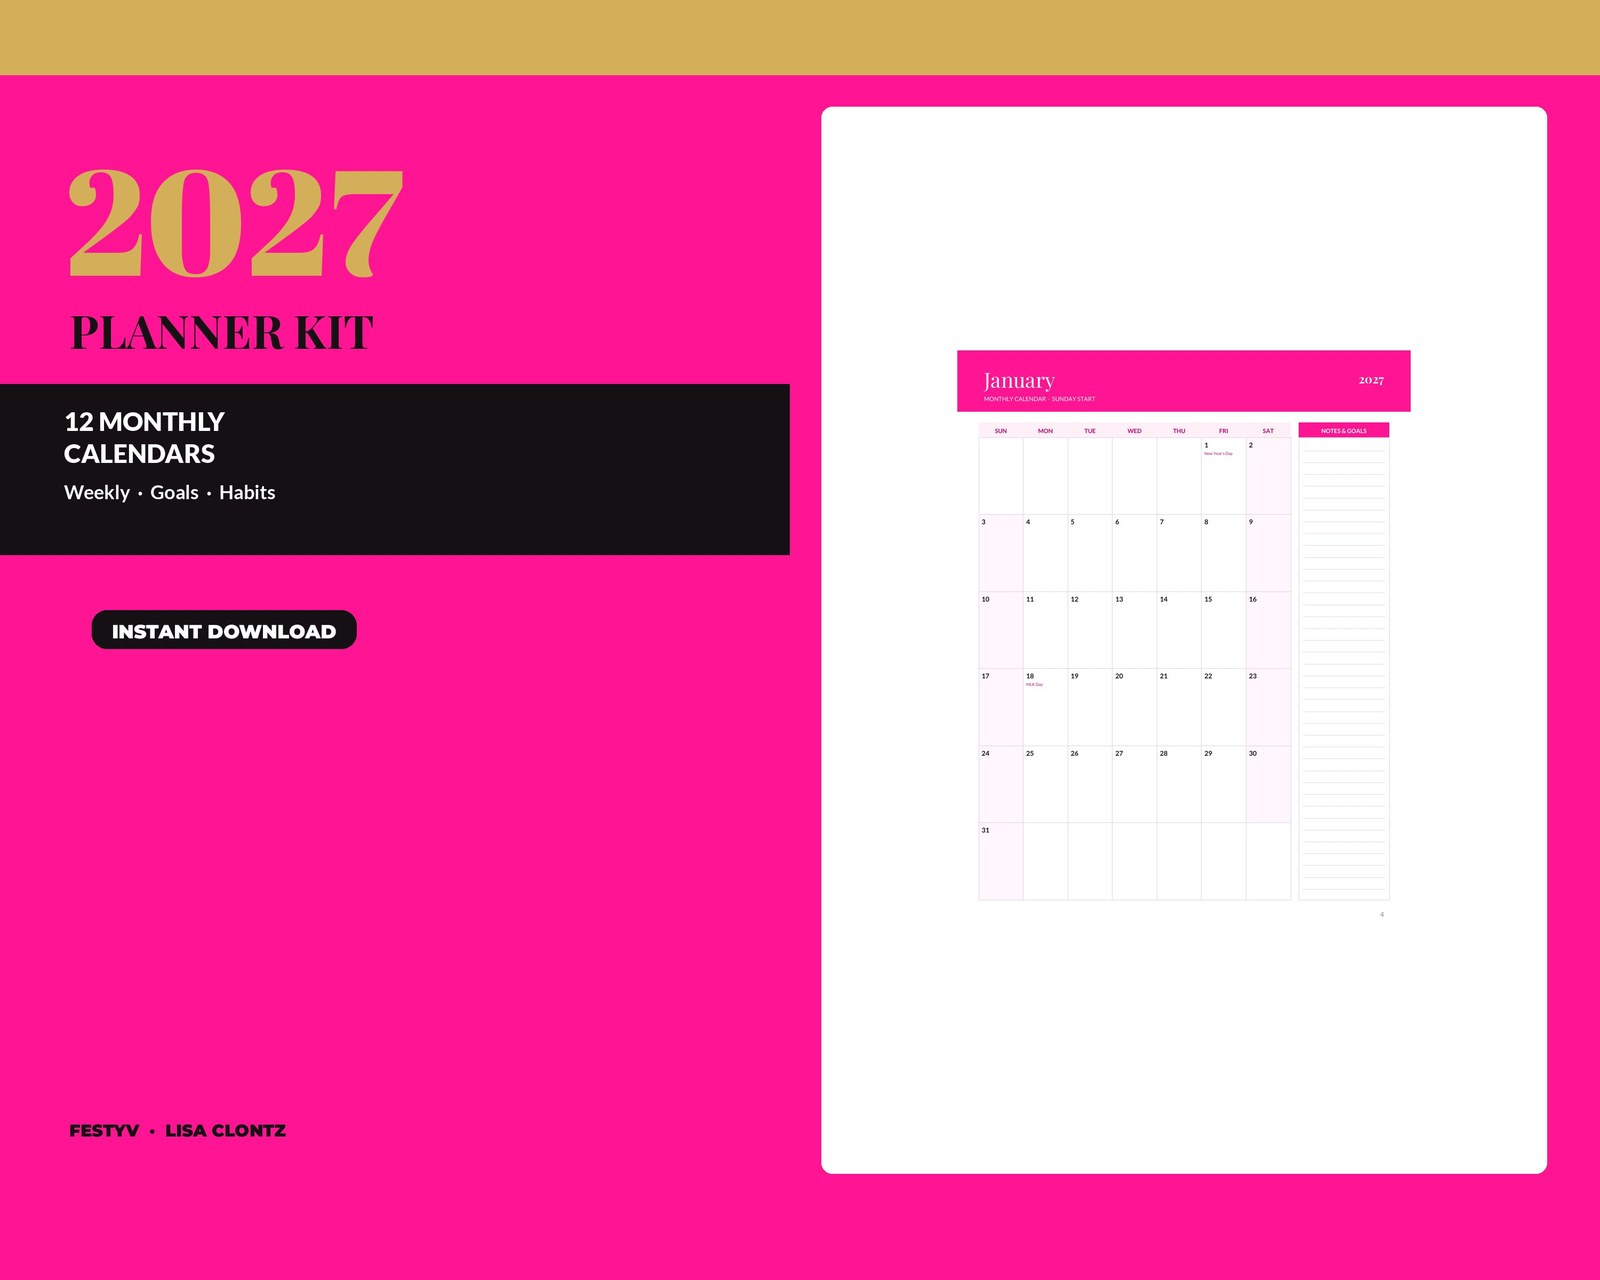 2027
PLANNER KIT
12 MONTHLY
CALENDARS
Weekly · Goals · Habits
INSTANT DOWNLOAD
FESTYV · LISA CLONTZ
January
2027
MONTHLY CALENDAR · SUNDAY START
SUN MON TUE WED THU FRI SAT
NOTES & GOALS
1 2
New Year's Day
3 4 5 6 7 8 9
10 11 12 13 14 15 16
17 18 19 20 21 22 23
MLK Day
24 25 26 27 28 29 30
31
4